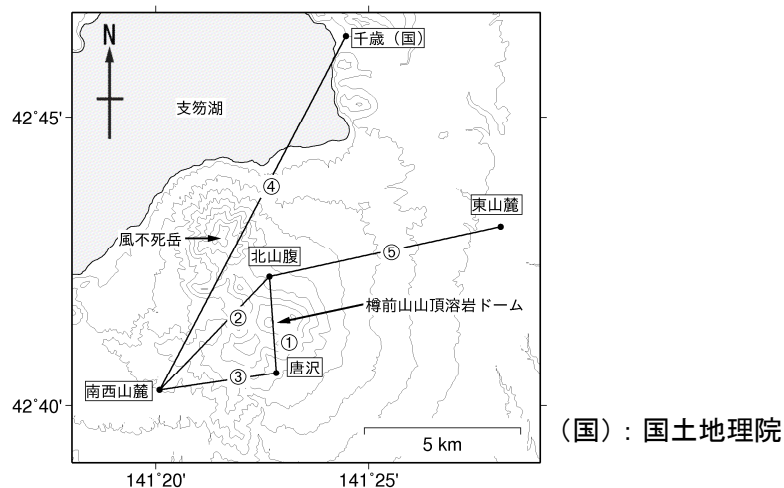 千歳（国）
N
支笏湖
42°45'
④
東山麓
風不死岳
北山腹
⑤
樽前山山頂溶岩ドーム
②
①
唐沢
③
南西山麓
42°40'
5 km
（国）：国土地理院
141°20'
141°25'